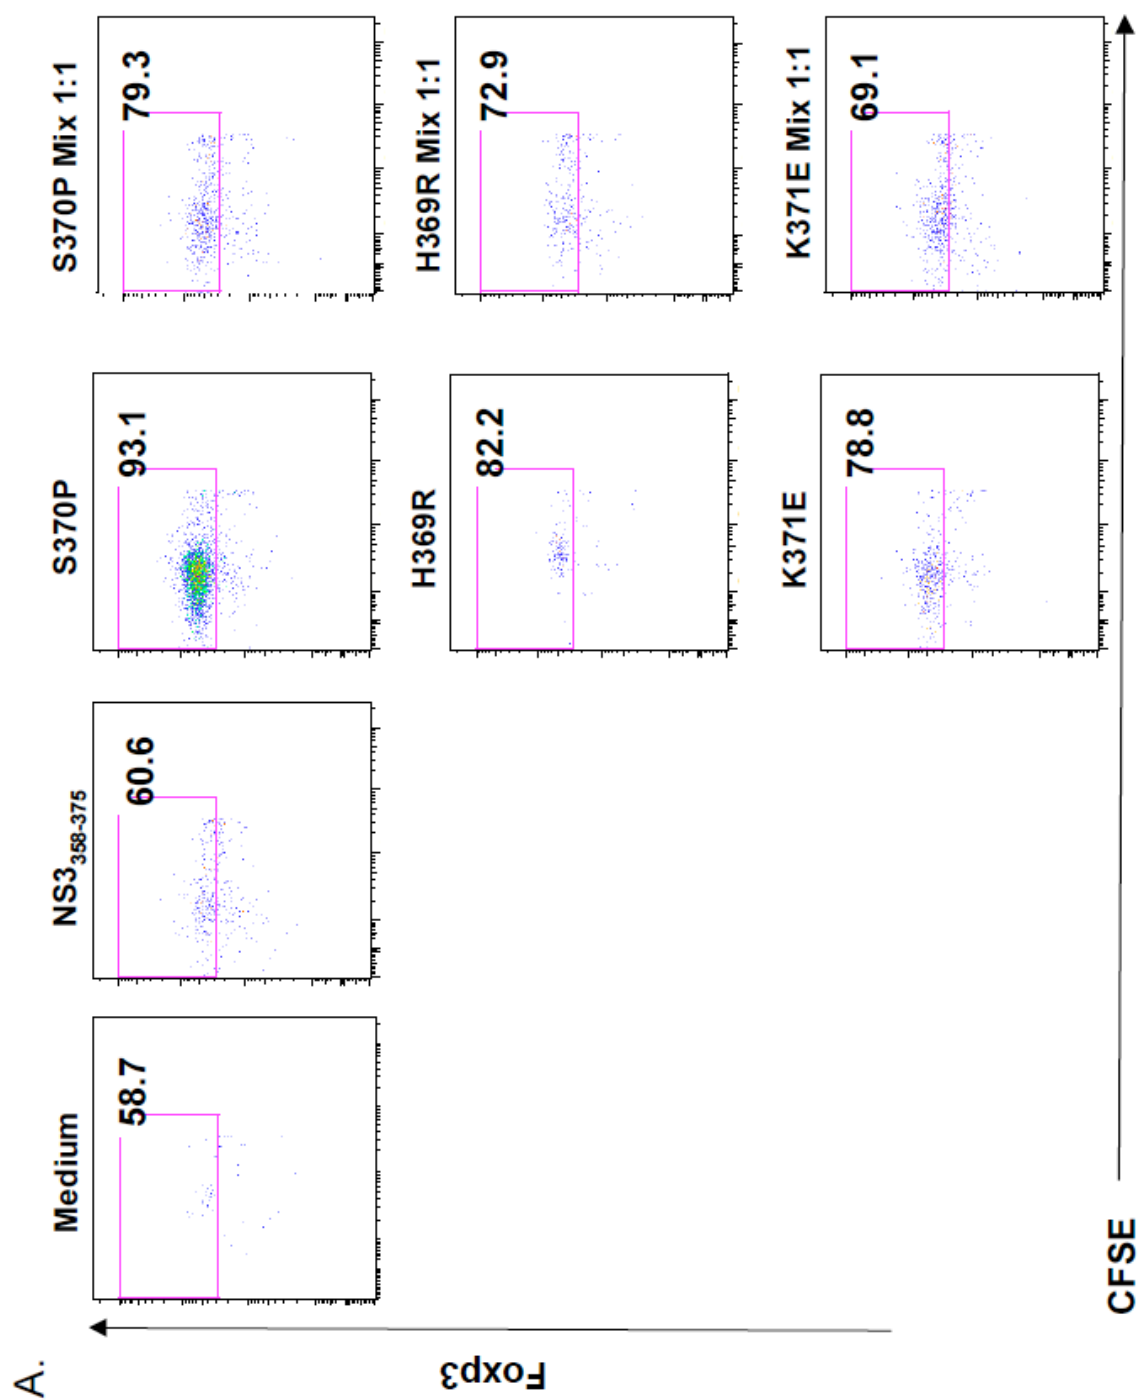 A.
Medium
58.7
NS3358-375
60.6
S370P
93.1
S370P Mix 1:1
79.3
H369R
82.2
H369R Mix 1:1
72.9
K371E
78.8
K371E Mix 1:1
69.1
Foxp3
CFSE